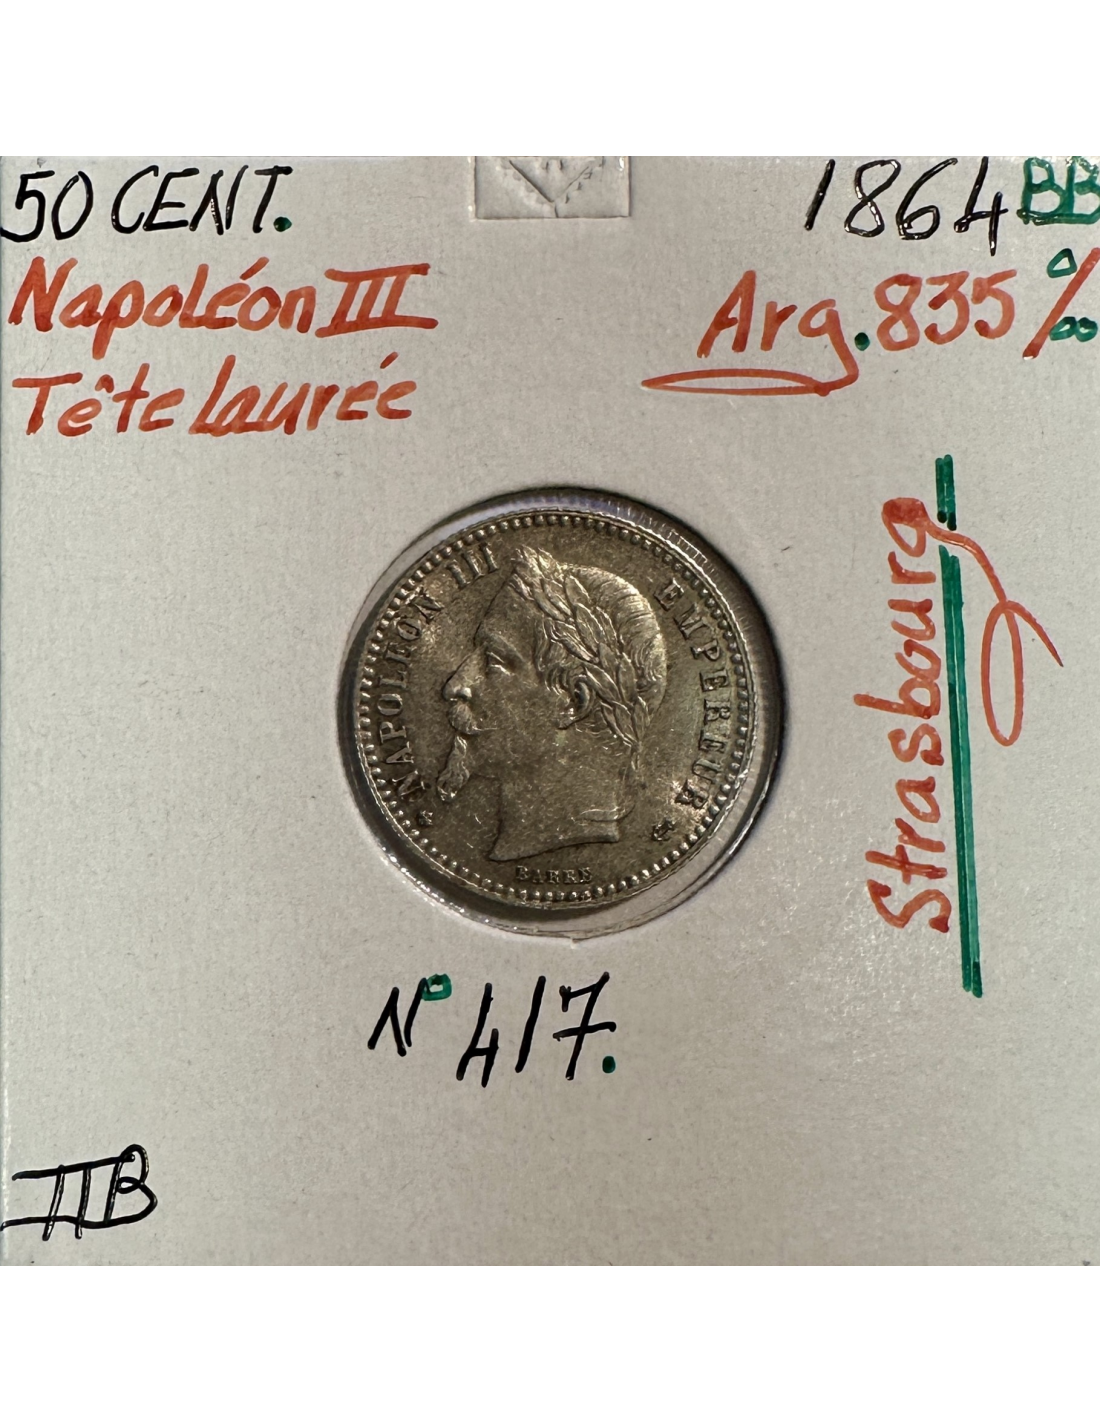 50 CENT.
1864 BB
Napoléon III
Arg. 835 ‰
Tête Laurée
Strasbourg
NAPOLEON III EMPEREUR
BARRE
N° 417.
TTB